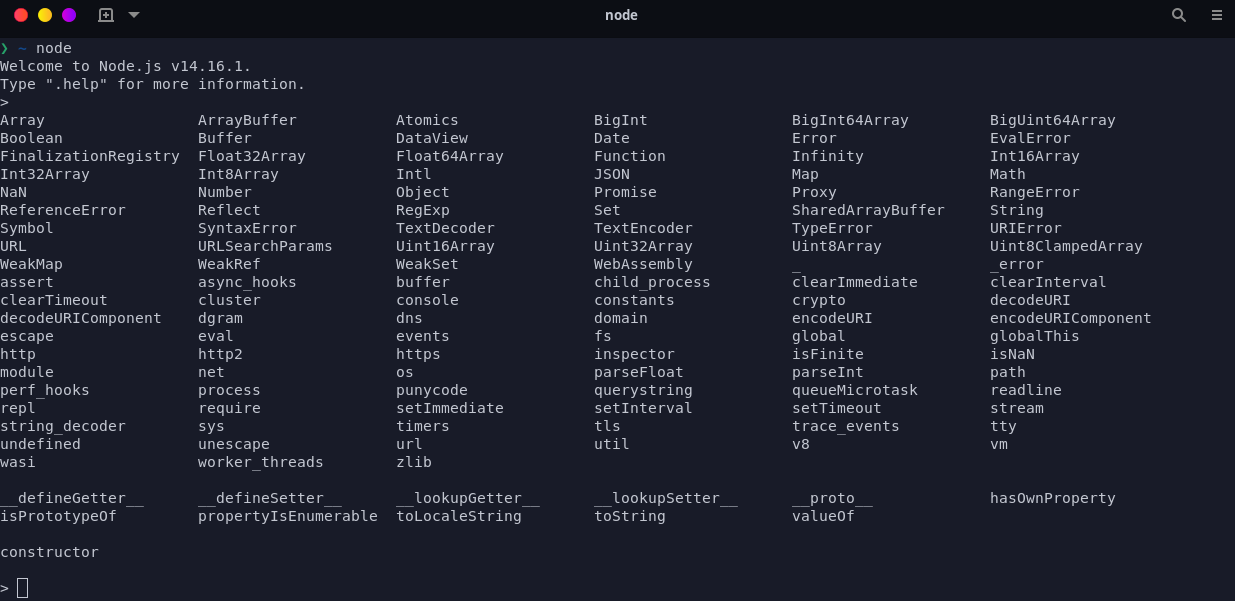 node
❯ ~ node
Welcome to Node.js v14.16.1.
Type ".help" for more information.
>
Array ArrayBuffer Atomics BigInt BigInt64Array BigUint64Array
Boolean Buffer DataView Date Error EvalError
FinalizationRegistry Float32Array Float64Array Function Infinity Int16Array
Int32Array Int8Array Intl JSON Map Math
NaN Number Object Promise Proxy RangeError
ReferenceError Reflect RegExp Set SharedArrayBuffer String
Symbol SyntaxError TextDecoder TextEncoder TypeError URIError
URL URLSearchParams Uint16Array Uint32Array Uint8Array Uint8ClampedArray
WeakMap WeakRef WeakSet WebAssembly _ _error
assert async_hooks buffer child_process clearImmediate clearInterval
clearTimeout cluster console constants crypto decodeURI
decodeURIComponent dgram dns domain encodeURI encodeURIComponent
escape eval events fs global globalThis
http http2 https inspector isFinite isNaN
module net os parseFloat parseInt path
perf_hooks process punycode querystring queueMicrotask readline
repl require setImmediate setInterval setTimeout stream
string_decoder sys timers tls trace_events tty
undefined unescape url util v8 vm
wasi worker_threads zlib
__defineGetter__ __defineSetter__ __lookupGetter__ __lookupSetter__ __proto__ hasOwnProperty
isPrototypeOf propertyIsEnumerable toLocaleString toString valueOf
constructor
>